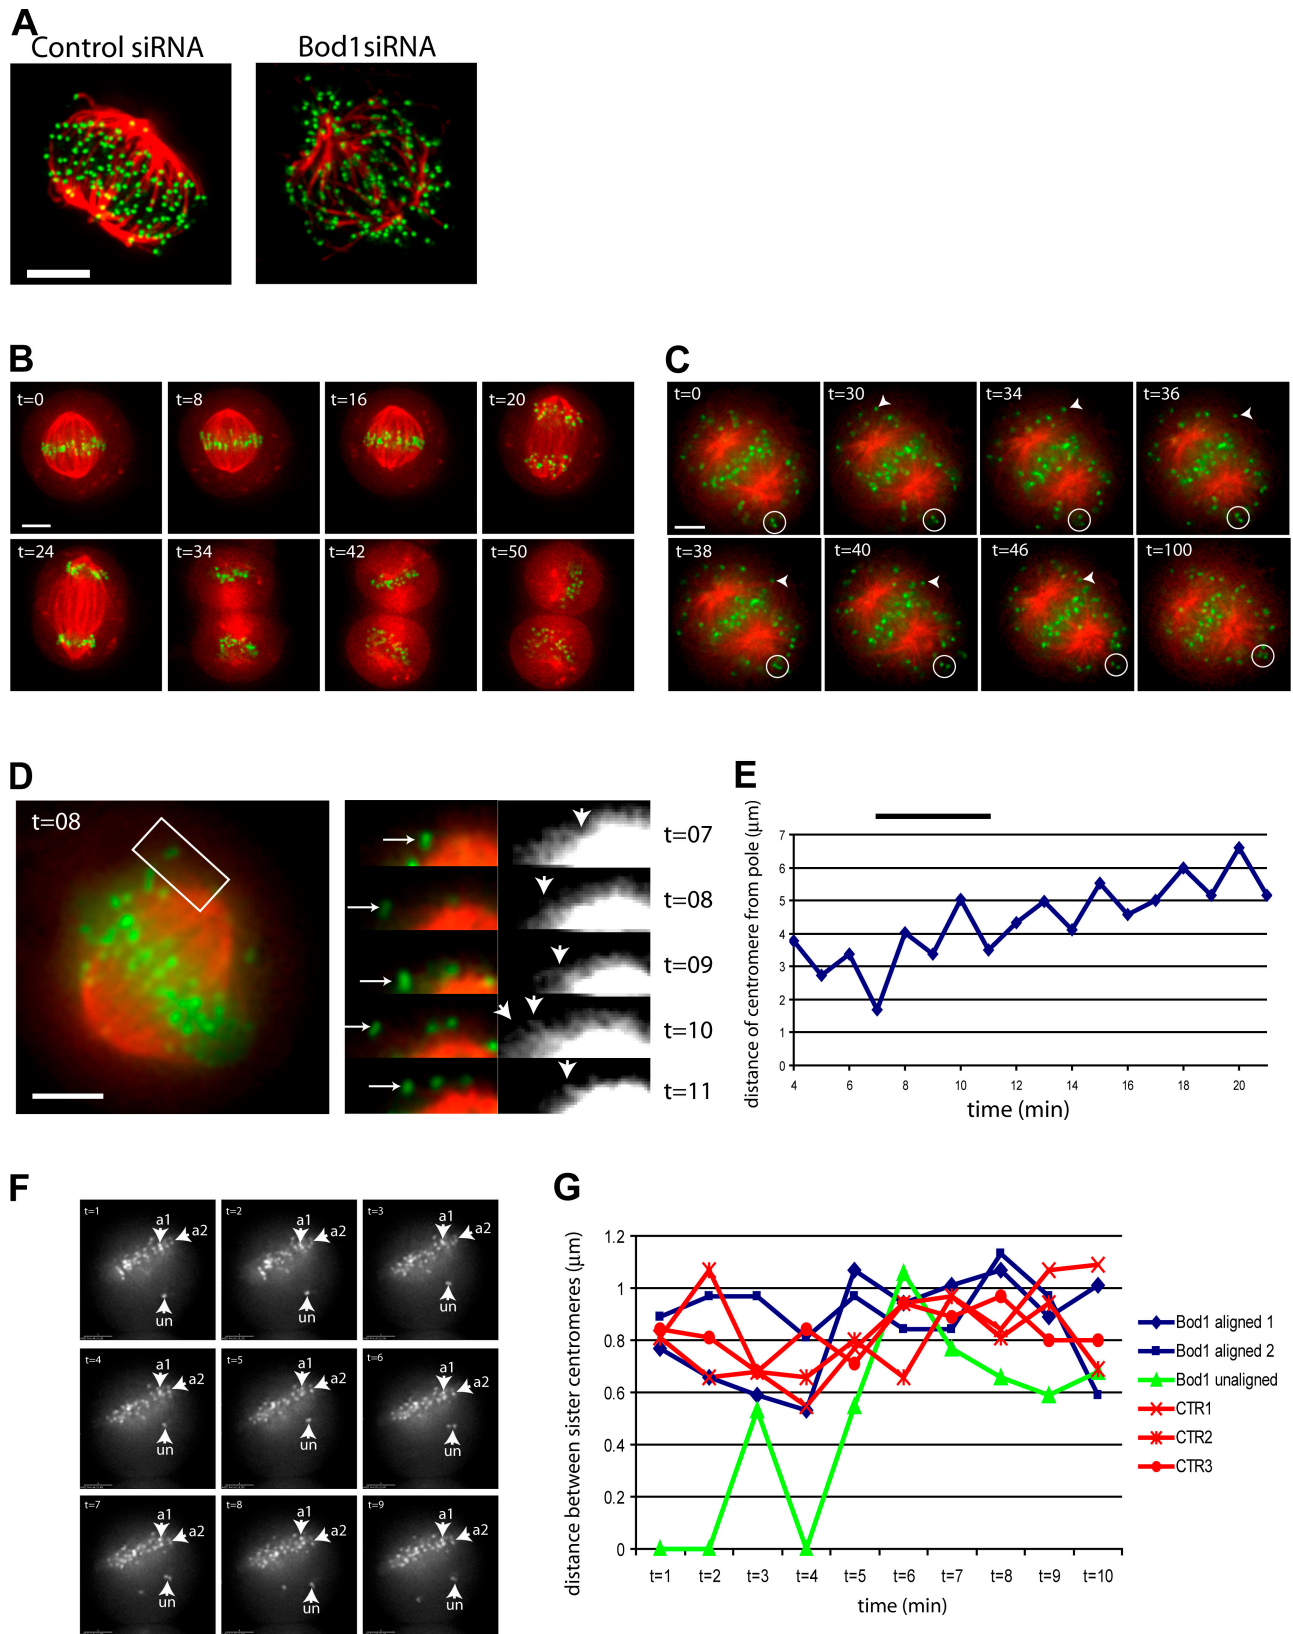 A
Control siRNA
Bod1siRNA
B
t=0
t=8
t=16
t=20
t=24
t=34
t=42
t=50
C
t=0
t=30
t=34
t=36
t=38
t=40
t=46
t=100
D
t=08
t=07
t=08
t=09
t=10
t=11
E
distance of centromere from pole (μm)
7
6
5
4
3
2
1
0
4
6
8
10
12
14
16
18
20
time (min)
F
t=1
a1
a2
un
t=2
a1
a2
un
t=3
a1
a2
un
t=4
a1
a2
un
t=5
a1
a2
un
t=6
a1
a2
un
t=7
a1
a2
un
t=8
a1
a2
un
t=9
a1
a2
un
G
distance between sister centromeres (μm)
1.2
1
0.8
0.6
0.4
0.2
0
t=1
t=2
t=3
t=4
t=5
t=6
t=7
t=8
t=9
t=10
time (min)
Bod1 aligned 1
Bod1 aligned 2
Bod1 unaligned
CTR1
CTR2
CTR3